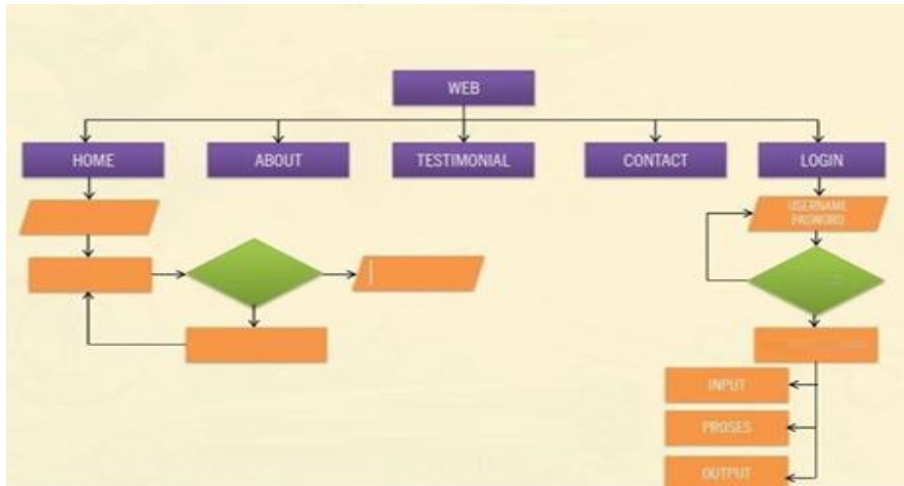 WEB
HOME
ABOUT
TESTIMONIAL
CONTACT
LOGIN
USERNAME
PASWORD
INPUT
PROSES
OUTPUT